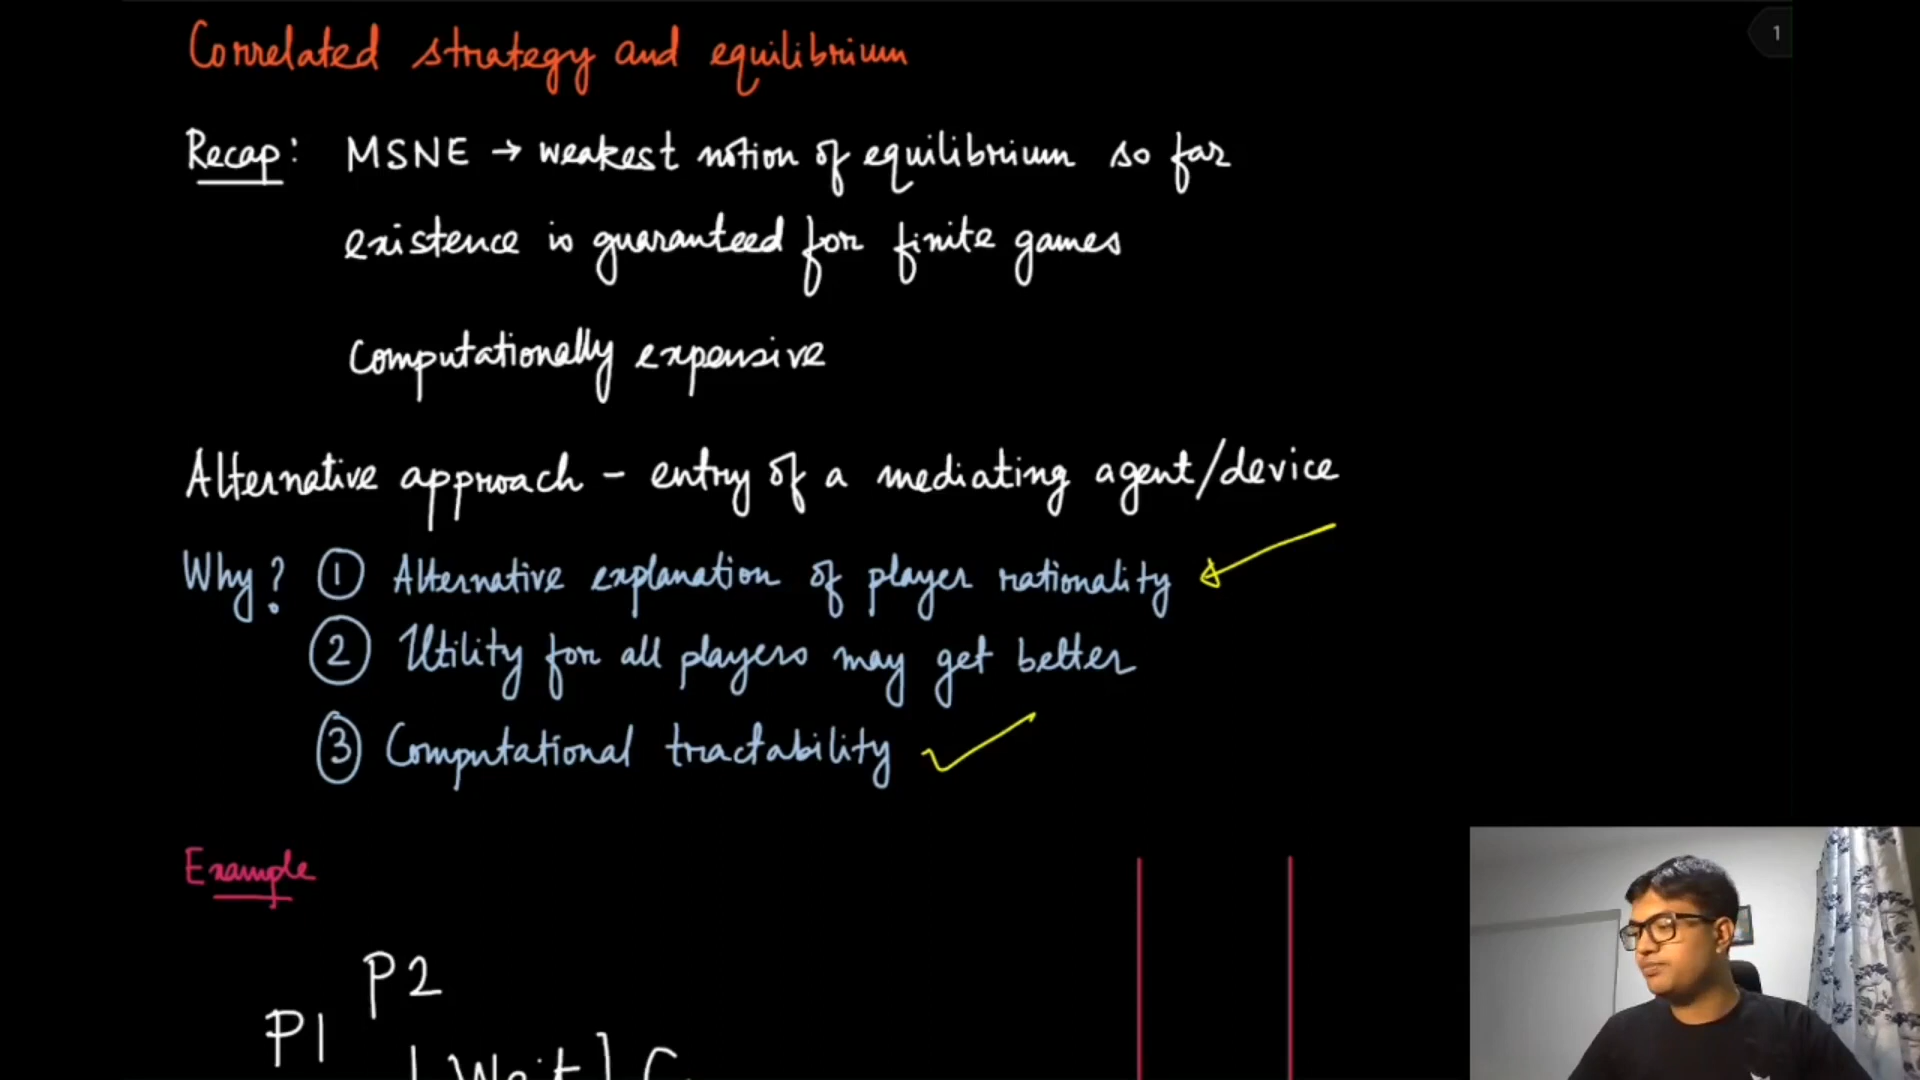 1
Correlated strategy and equilibrium
Recap: MSNE → weakest notion of equilibrium so far
existence is guaranteed for finite games
Computationally expensive
Alternative approach - entry of a mediating agent/device
Why? ① Alternative explanation of player rationality
② Utility for all players may get better
③ Computational tractability
Example
P2
P1
Wait